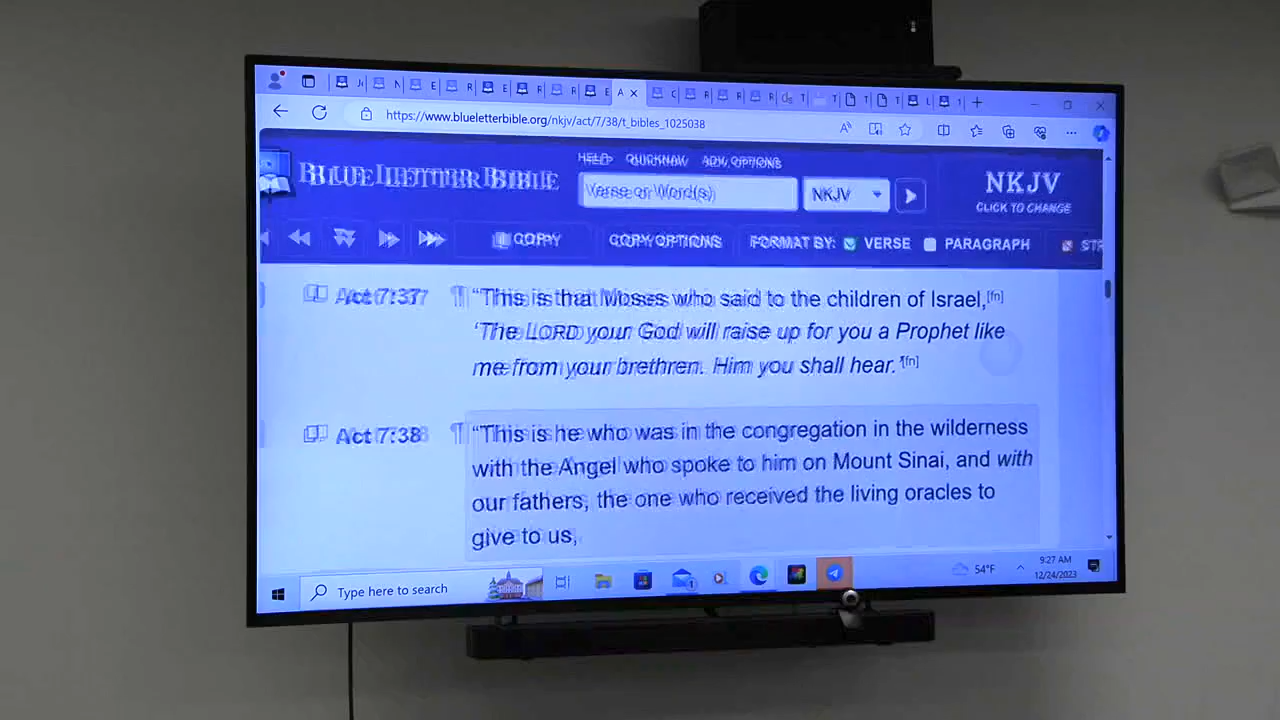 https://www.blueletterbible.org/nkjv/act/7/38/t_bibles_1025038
HELP QUICKNAV ADV. OPTIONS
BLUE LETTER BIBLE
Verse or Word(s)
NKJV
NKJV
CLICK TO CHANGE
COPY COPY OPTIONS FORMAT BY: VERSE PARAGRAPH
Act 7:37 ¶ “This is that Moses who said to the children of Israel,[fn]
‘The LORD your God will raise up for you a Prophet like
me from your brethren. Him you shall hear.’[fn]
Act 7:38 ¶ “This is he who was in the congregation in the wilderness
with the Angel who spoke to him on Mount Sinai, and with
our fathers, the one who received the living oracles to
give to us,
Type here to search
54°F
9:27 AM
12/24/2023